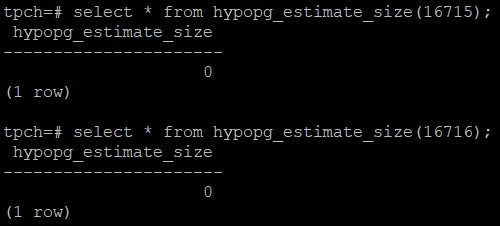 tpch=# select * from hypopg_estimate_size(16715);
hypopg_estimate_size
----------------------
0
(1 row)
tpch=# select * from hypopg_estimate_size(16716);
hypopg_estimate_size
----------------------
0
(1 row)